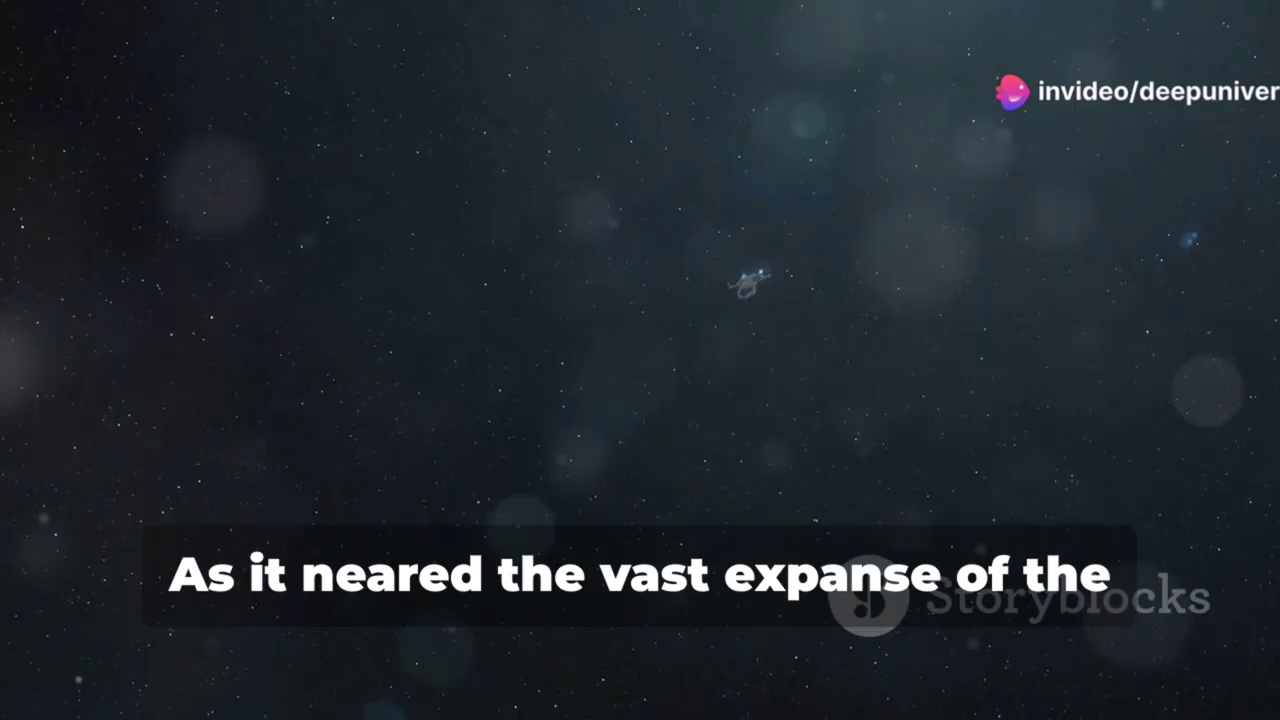 invideo/deepuniver
As it neared the vast expanse of the
Storyblocks